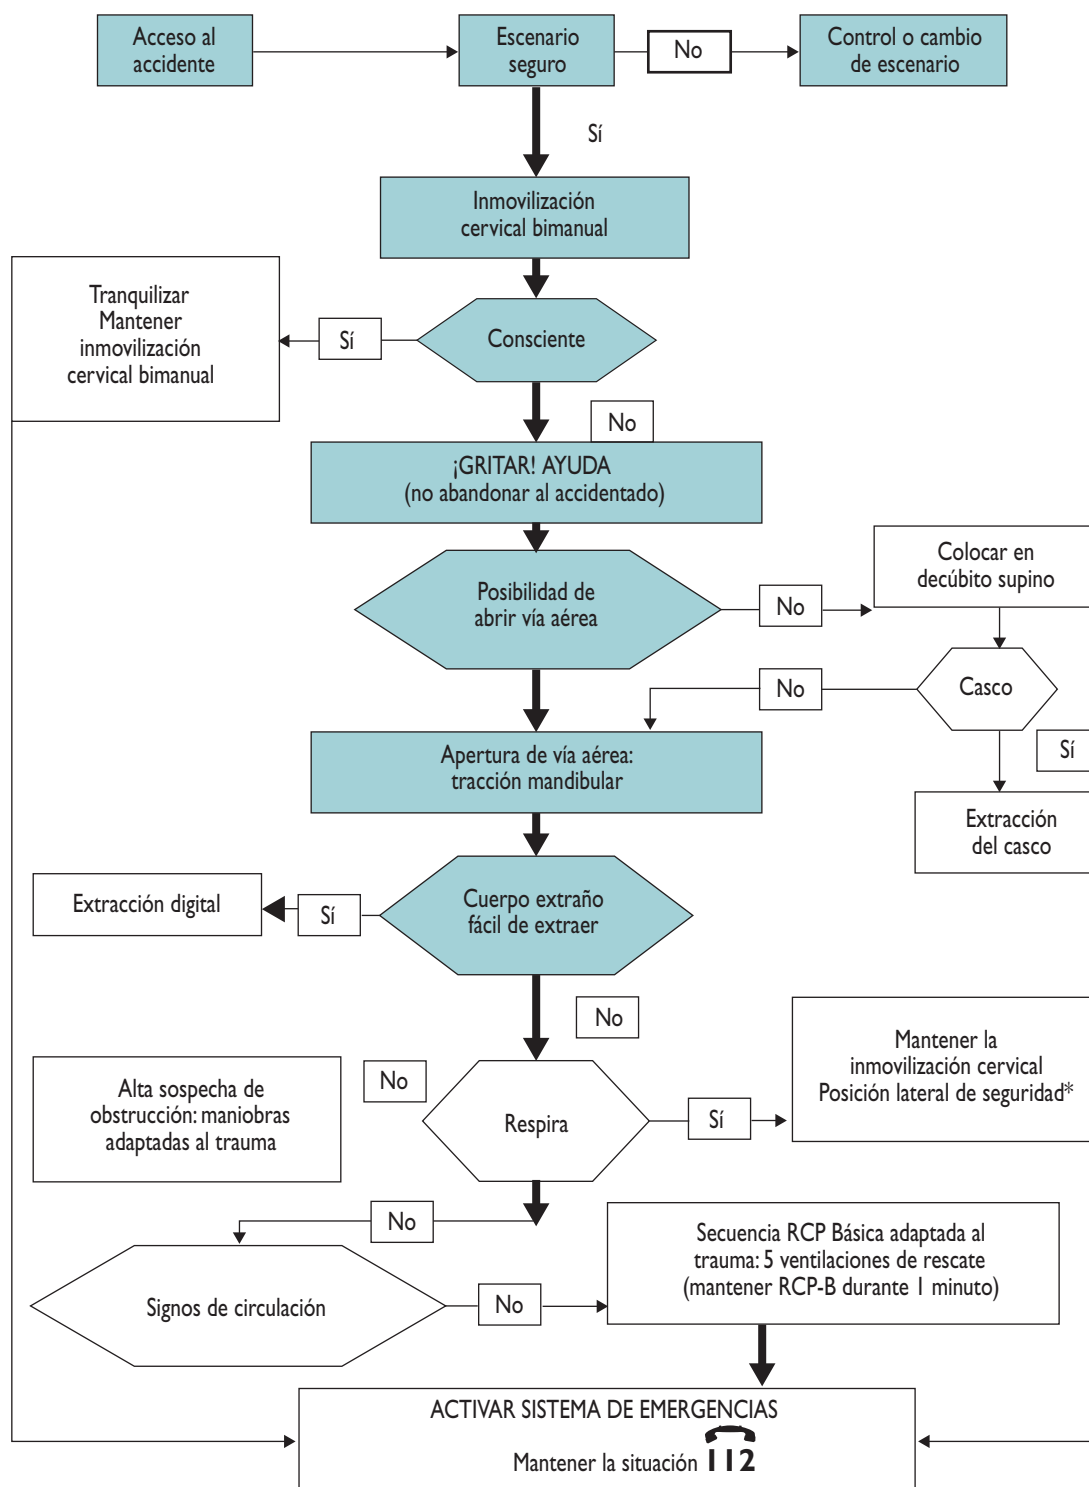 Acceso al
accidente
Escenario
seguro
No
Control o cambio
de escenario
Sí
Inmovilización
cervical bimanual
Tranquilizar
Mantener
inmovilización
cervical bimanual
Sí
Consciente
No
¡GRITAR! AYUDA
(no abandonar al accidentado)
Posibilidad de
abrir vía aérea
No
Colocar en
decúbito supino
No
Casco
Sí
Apertura de vía aérea:
tracción mandibular
Extracción
del casco
Extracción digital
Sí
Cuerpo extraño
fácil de extraer
No
Mantener la
inmovilización cervical
Posición lateral de seguridad*
Alta sospecha de
obstrucción: maniobras
adaptadas al trauma
No
Respira
Sí
No
Secuencia RCP Básica adaptada al
trauma: 5 ventilaciones de rescate
(mantener RCP-B durante 1 minuto)
Signos de circulación
No
ACTIVAR SISTEMA DE EMERGENCIAS
Mantener la situación 112